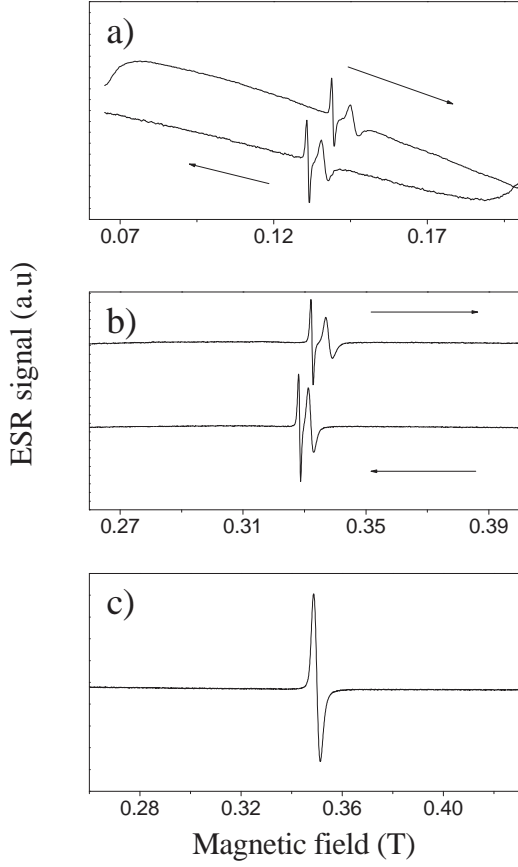 a)
0.07 0.12 0.17
b)
0.27 0.31 0.35 0.39
c)
0.28 0.32 0.36 0.40
ESR signal (a.u)
Magnetic field (T)